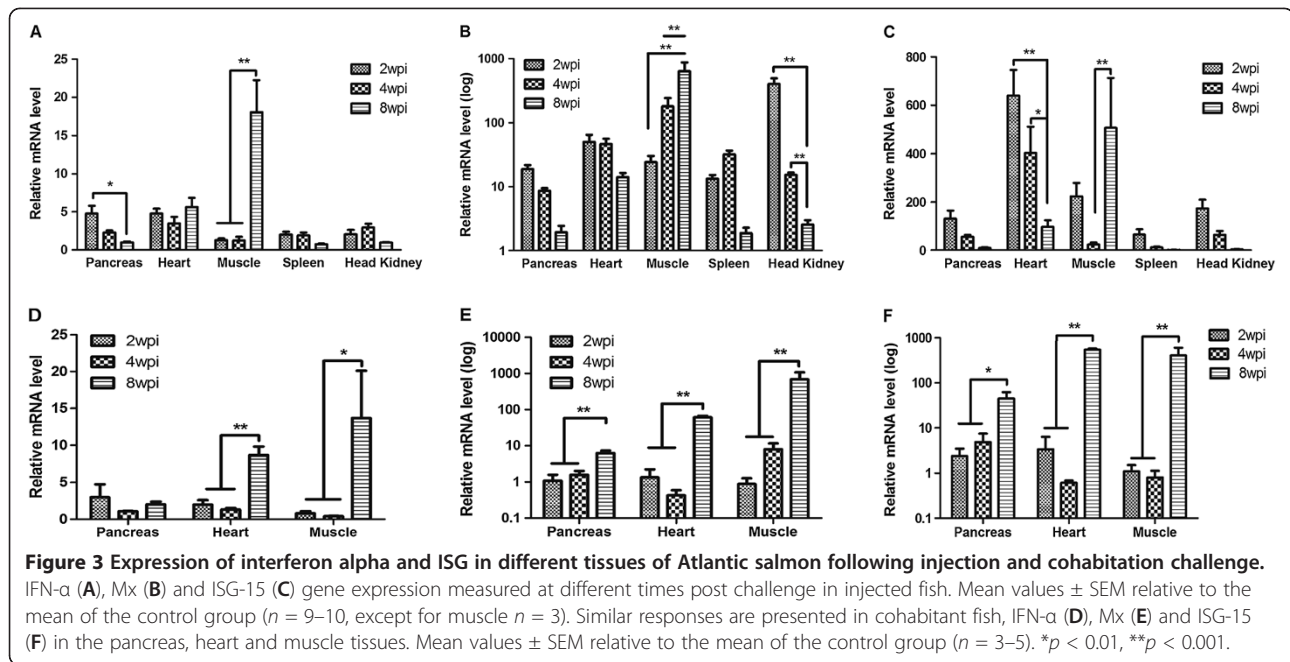 A
Relative mRNA level
25
20
15
10
5
0
2wpi
4wpi
8wpi
*
**
Pancreas Heart Muscle Spleen Head Kidney
B
Relative mRNA level (log)
1000
100
10
1
2wpi
4wpi
8wpi
**
**
**
**
Pancreas Heart Muscle Spleen Head Kidney
C
Relative mRNA level
800
600
400
200
0
2wpi
4wpi
8wpi
**
*
**
Pancreas Heart Muscle Spleen Head Kidney
D
Relative mRNA level
25
20
15
10
5
0
2wpi
4wpi
8wpi
**
*
Pancreas Heart Muscle
E
Relative mRNA level (log)
10000
1000
100
10
1
0.1
2wpi
4wpi
8wpi
**
**
**
Pancreas Heart Muscle
F
Relative mRNA level (log)
1000
100
10
1
0.1
2wpi
4wpi
8wpi
*
**
**
Pancreas Heart Muscle
Figure 3 Expression of interferon alpha and ISG in different tissues of Atlantic salmon following injection and cohabitation challenge.
IFN-α (A), Mx (B) and ISG-15 (C) gene expression measured at different times post challenge in injected fish. Mean values ± SEM relative to the
mean of the control group (n = 9–10, except for muscle n = 3). Similar responses are presented in cohabitant fish, IFN-α (D), Mx (E) and ISG-15
(F) in the pancreas, heart and muscle tissues. Mean values ± SEM relative to the mean of the control group (n = 3–5). *p < 0.01, **p < 0.001.